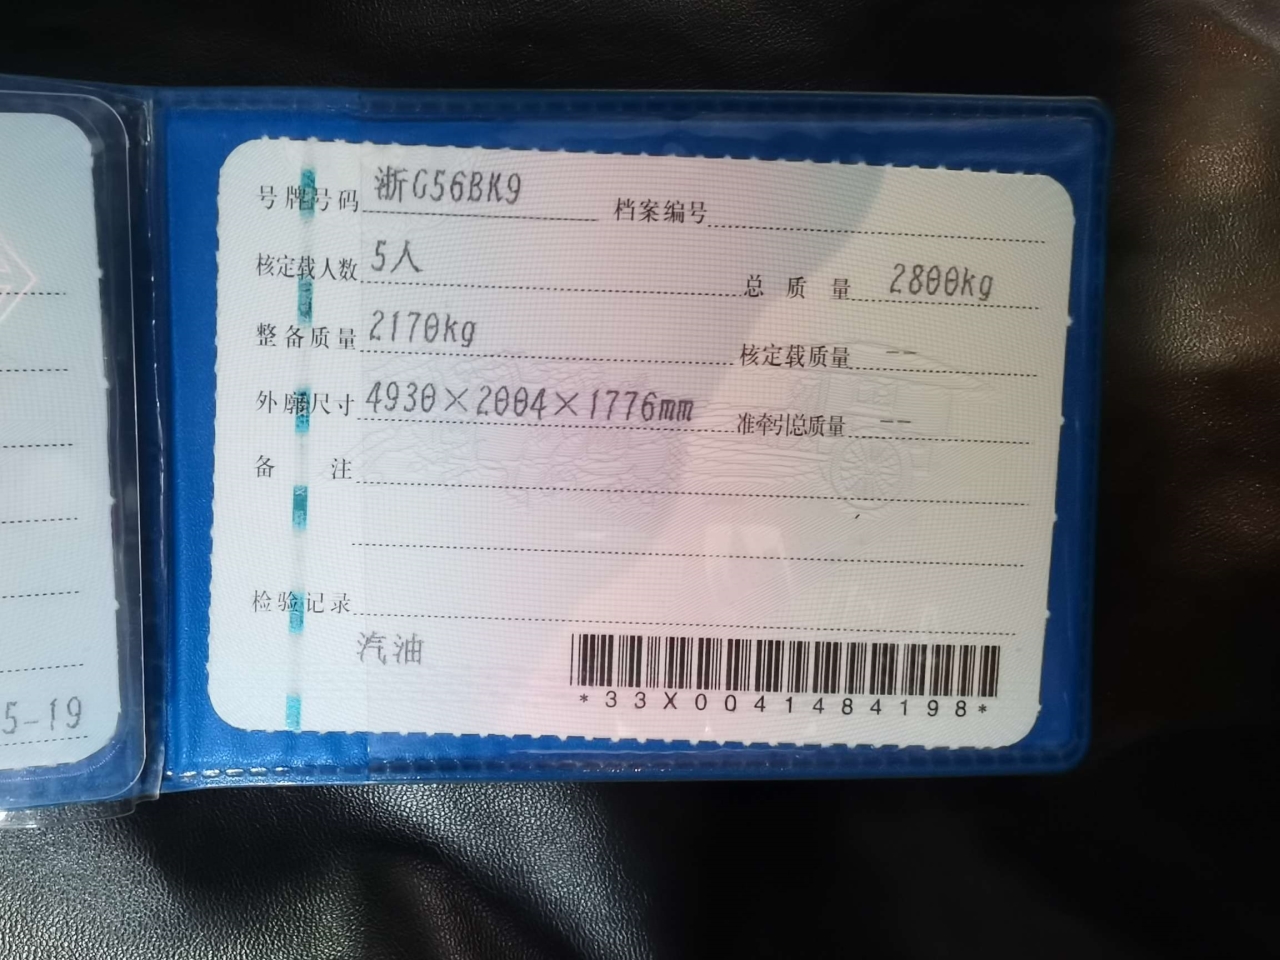 号牌号码 浙G56BK9 档案编号
核定载人数 5人 总质量 2800kg
整备质量 2170kg 核定载质量 --
外廓尺寸 4930×2004×1776mm 准牵引总质量 --
备注
检验记录
汽油
*33X0041484198*
5-19